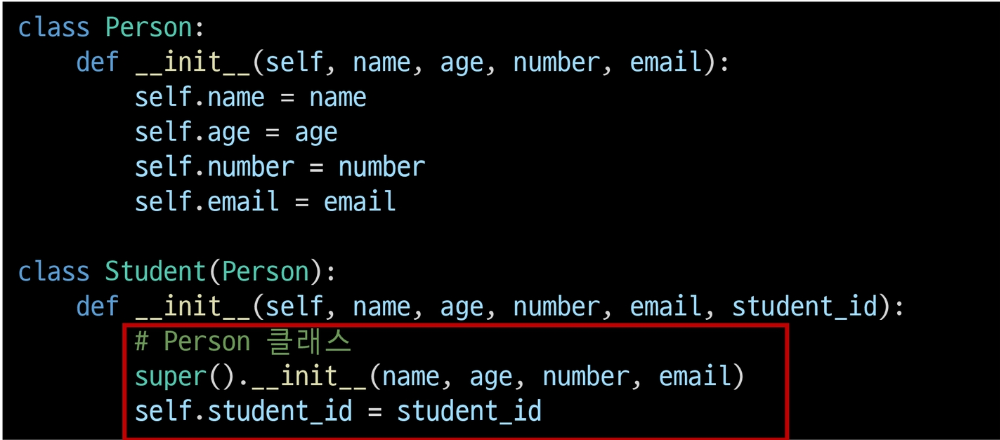 class Person:
    def __init__(self, name, age, number, email):
        self.name = name
        self.age = age
        self.number = number
        self.email = email

class Student(Person):
    def __init__(self, name, age, number, email, student_id):
        # Person 클래스
        super().__init__(name, age, number, email)
        self.student_id = student_id